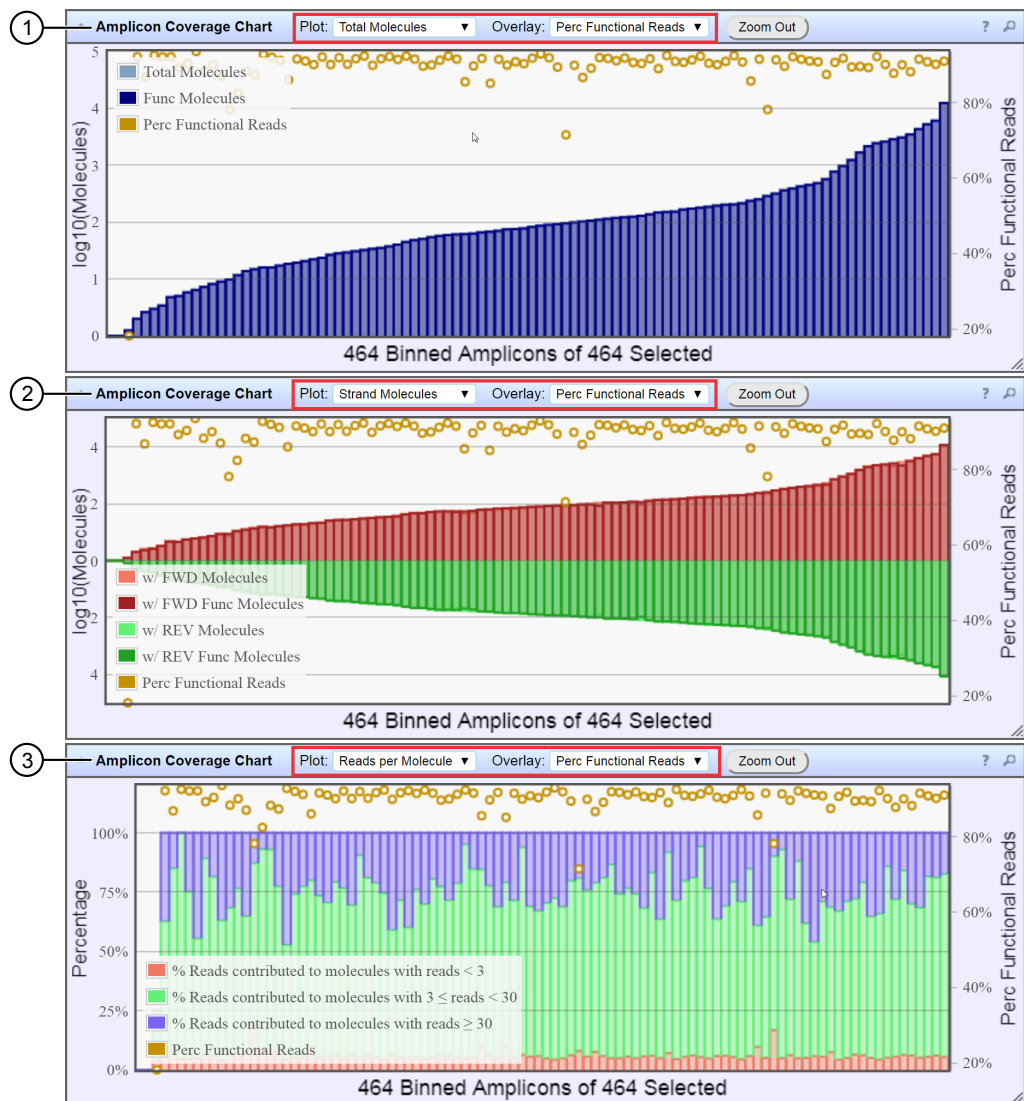 1 Amplicon Coverage Chart Plot: Total Molecules ▼ Overlay: Perc Functional Reads ▼ Zoom Out ?
5
4
3
2
1
0
log10(Molecules)
Total Molecules
Func Molecules
Perc Functional Reads
80%
60%
40%
20%
Perc Functional Reads
464 Binned Amplicons of 464 Selected
2 Amplicon Coverage Chart Plot: Strand Molecules ▼ Overlay: Perc Functional Reads ▼ Zoom Out ?
4
2
0
2
4
log10(Molecules)
w/ FWD Molecules
w/ FWD Func Molecules
w/ REV Molecules
w/ REV Func Molecules
Perc Functional Reads
80%
60%
40%
20%
Perc Functional Reads
464 Binned Amplicons of 464 Selected
3 Amplicon Coverage Chart Plot: Reads per Molecule ▼ Overlay: Perc Functional Reads ▼ Zoom Out ?
100%
75%
50%
25%
0%
Percentage
% Reads contributed to molecules with reads < 3
% Reads contributed to molecules with 3 ≤ reads < 30
% Reads contributed to molecules with reads ≥ 30
Perc Functional Reads
80%
60%
40%
20%
Perc Functional Reads
464 Binned Amplicons of 464 Selected